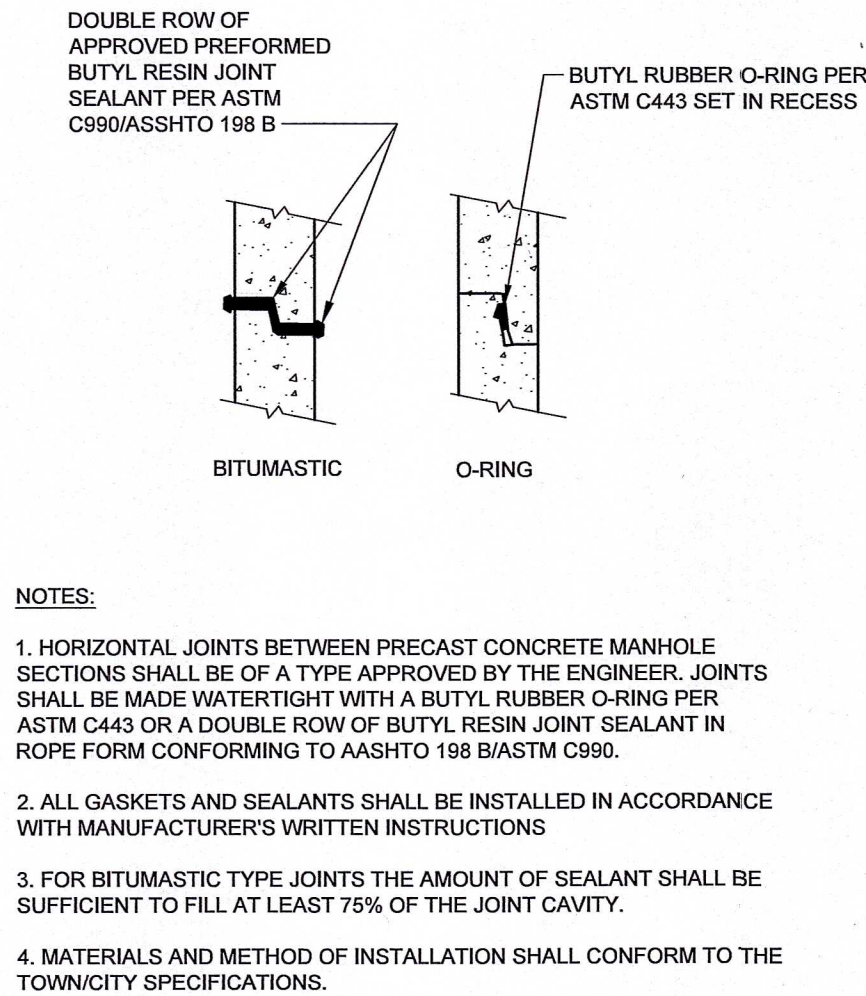 DOUBLE ROW OF
APPROVED PREFORMED
BUTYL RESIN JOINT
SEALANT PER ASTM
C990/ASSHTO 198 B
BUTYL RUBBER O-RING PER
ASTM C443 SET IN RECESS
BITUMASTIC
O-RING
NOTES:
1. HORIZONTAL JOINTS BETWEEN PRECAST CONCRETE MANHOLE
SECTIONS SHALL BE OF A TYPE APPROVED BY THE ENGINEER. JOINTS
SHALL BE MADE WATERTIGHT WITH A BUTYL RUBBER O-RING PER
ASTM C443 OR A DOUBLE ROW OF BUTYL RESIN JOINT SEALANT IN
ROPE FORM CONFORMING TO AASHTO 198 B/ASTM C990.
2. ALL GASKETS AND SEALANTS SHALL BE INSTALLED IN ACCORDANCE
WITH MANUFACTURER'S WRITTEN INSTRUCTIONS
3. FOR BITUMASTIC TYPE JOINTS THE AMOUNT OF SEALANT SHALL BE
SUFFICIENT TO FILL AT LEAST 75% OF THE JOINT CAVITY.
4. MATERIALS AND METHOD OF INSTALLATION SHALL CONFORM TO THE
TOWN/CITY SPECIFICATIONS.